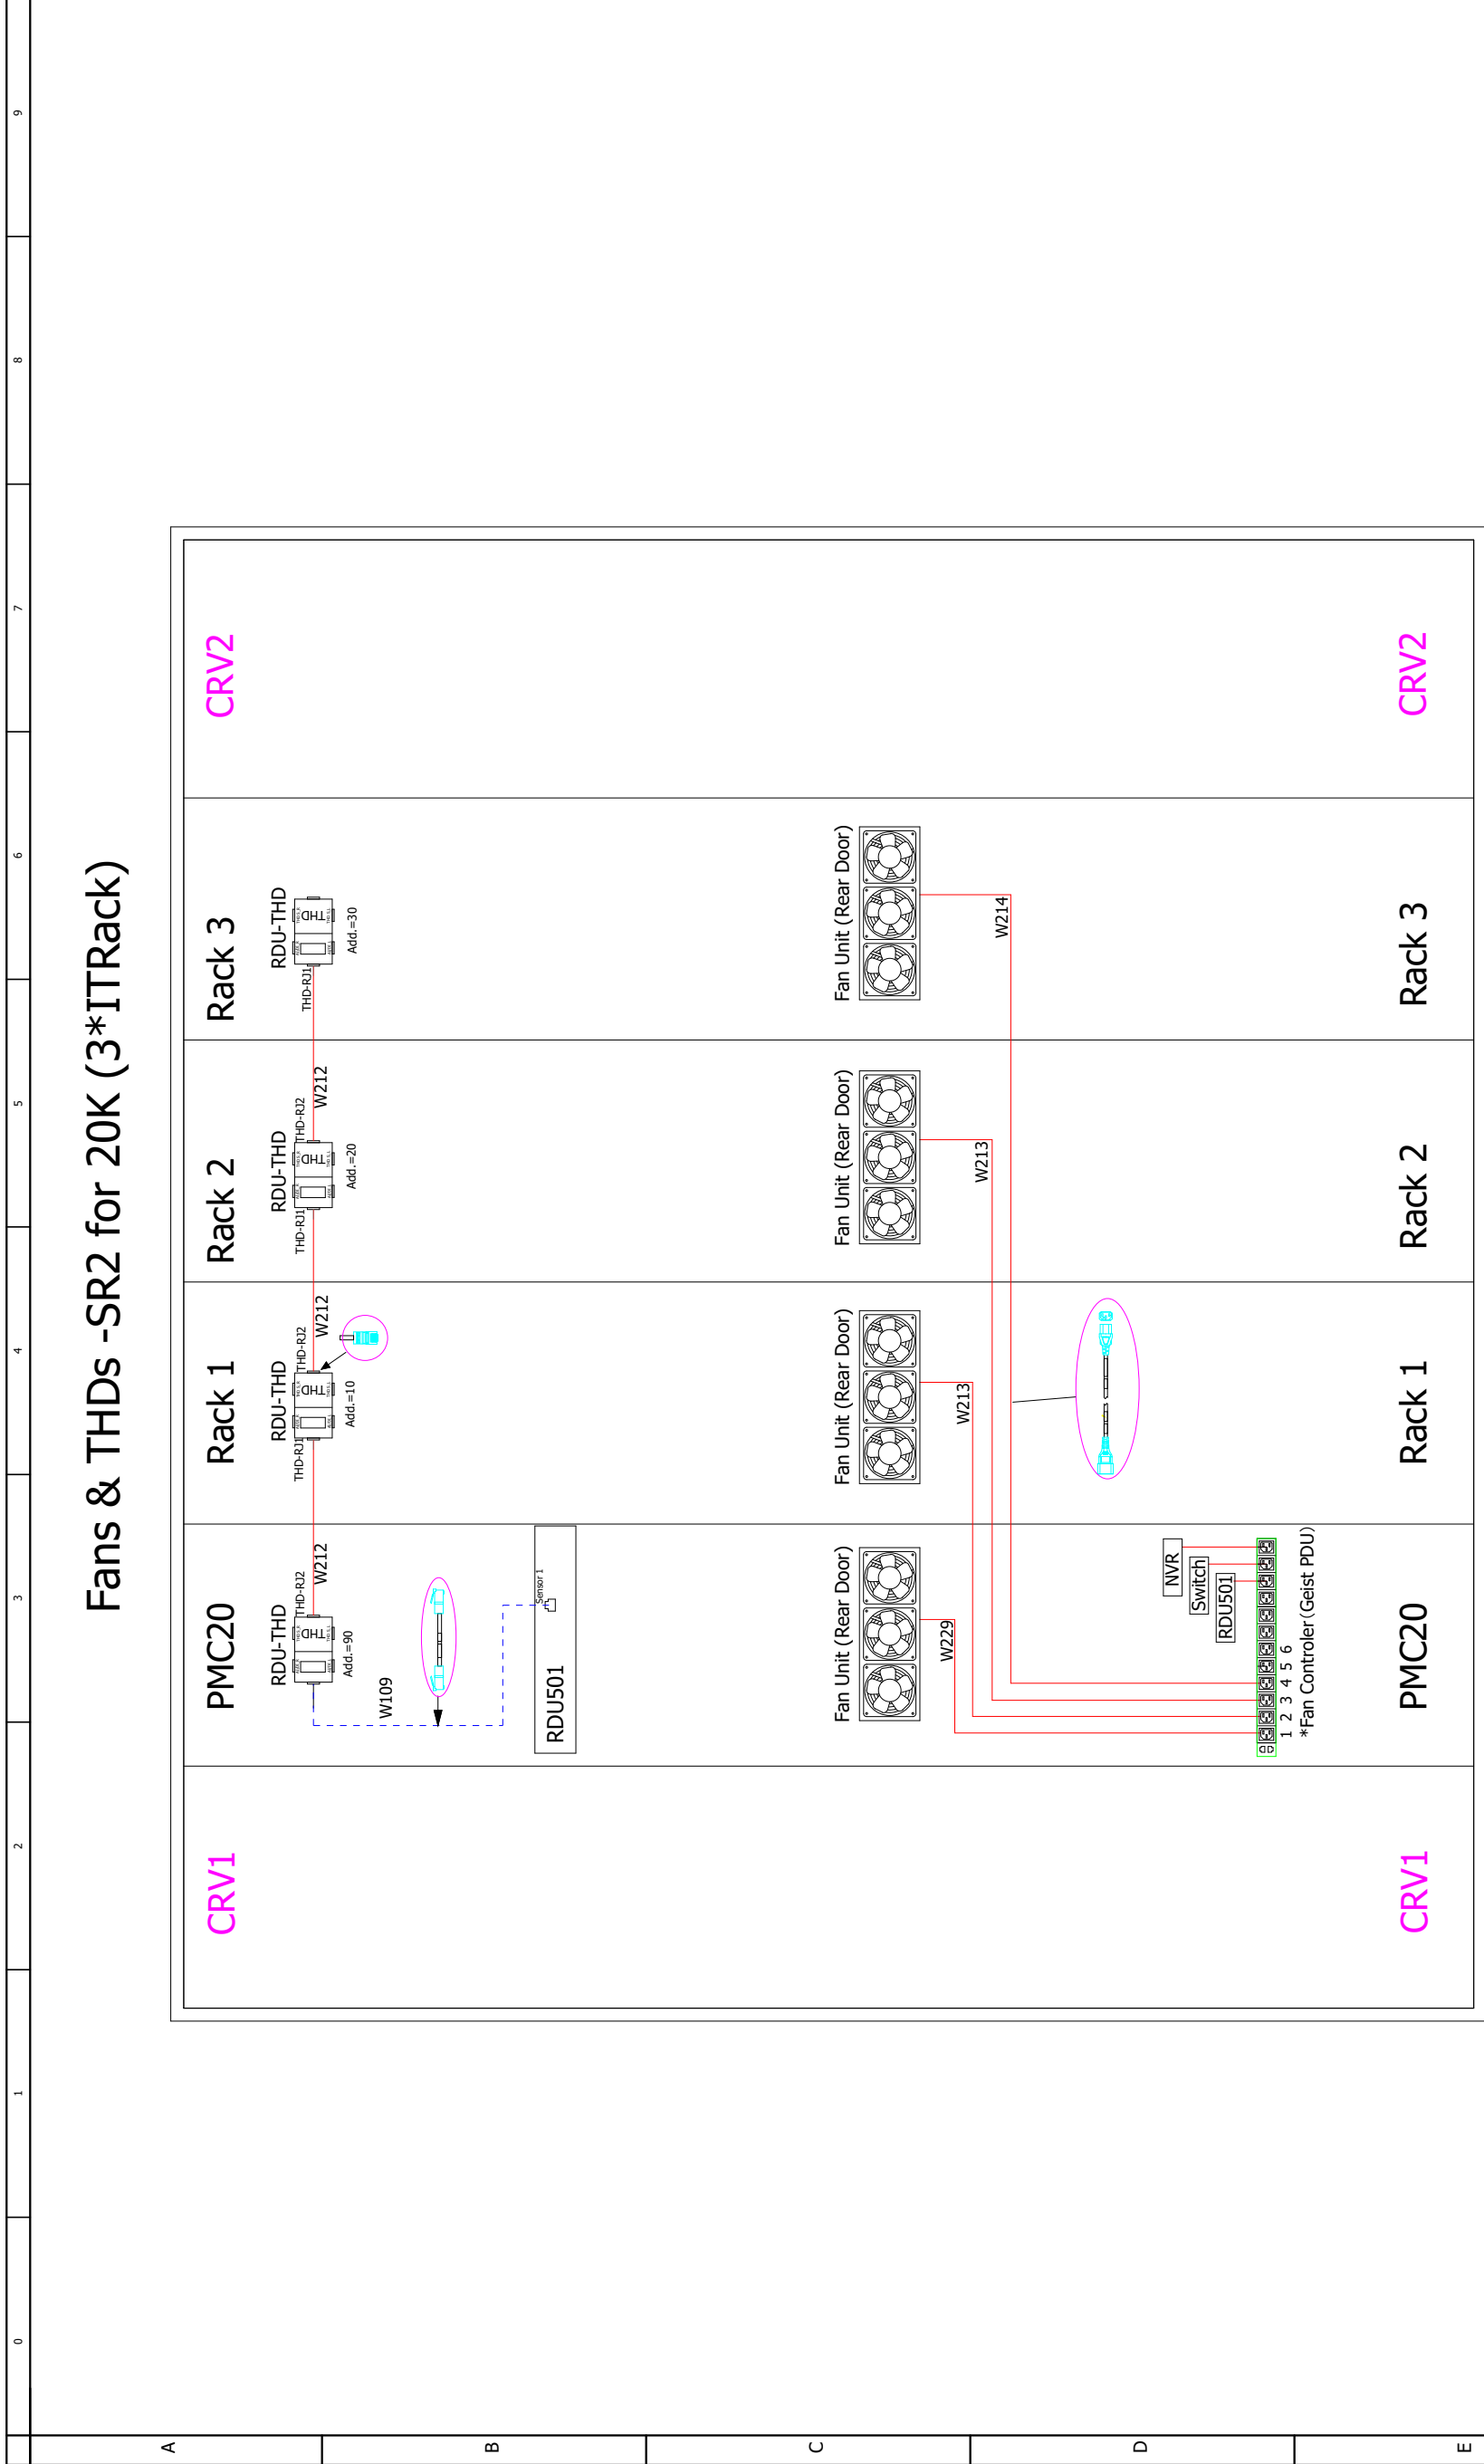 0 1 2 3 4 5 6 7 8 9
Fans & THDs -SR2 for 20K (3*ITRack)
A
B
C
D
E
CRV1
PMC20
Rack 1
Rack 2
Rack 3
CRV2
RDU-THD
THD-RJ2
THD
Add.=90
W212
RDU-THD
THD-RJ1
THD-RJ2
THD
Add.=10
W212
RDU-THD
THD-RJ1
THD-RJ2
THD
Add.=20
W212
RDU-THD
THD-RJ1
THD
Add.=30
W109
Sensor 1
RDU501
Fan Unit (Rear Door)
Fan Unit (Rear Door)
Fan Unit (Rear Door)
Fan Unit (Rear Door)
W229
W213
W213
W214
NVR
Switch
RDU501
1 2 3 4 5 6
*Fan Controler(Geist PDU)
CRV1
PMC20
Rack 1
Rack 2
Rack 3
CRV2